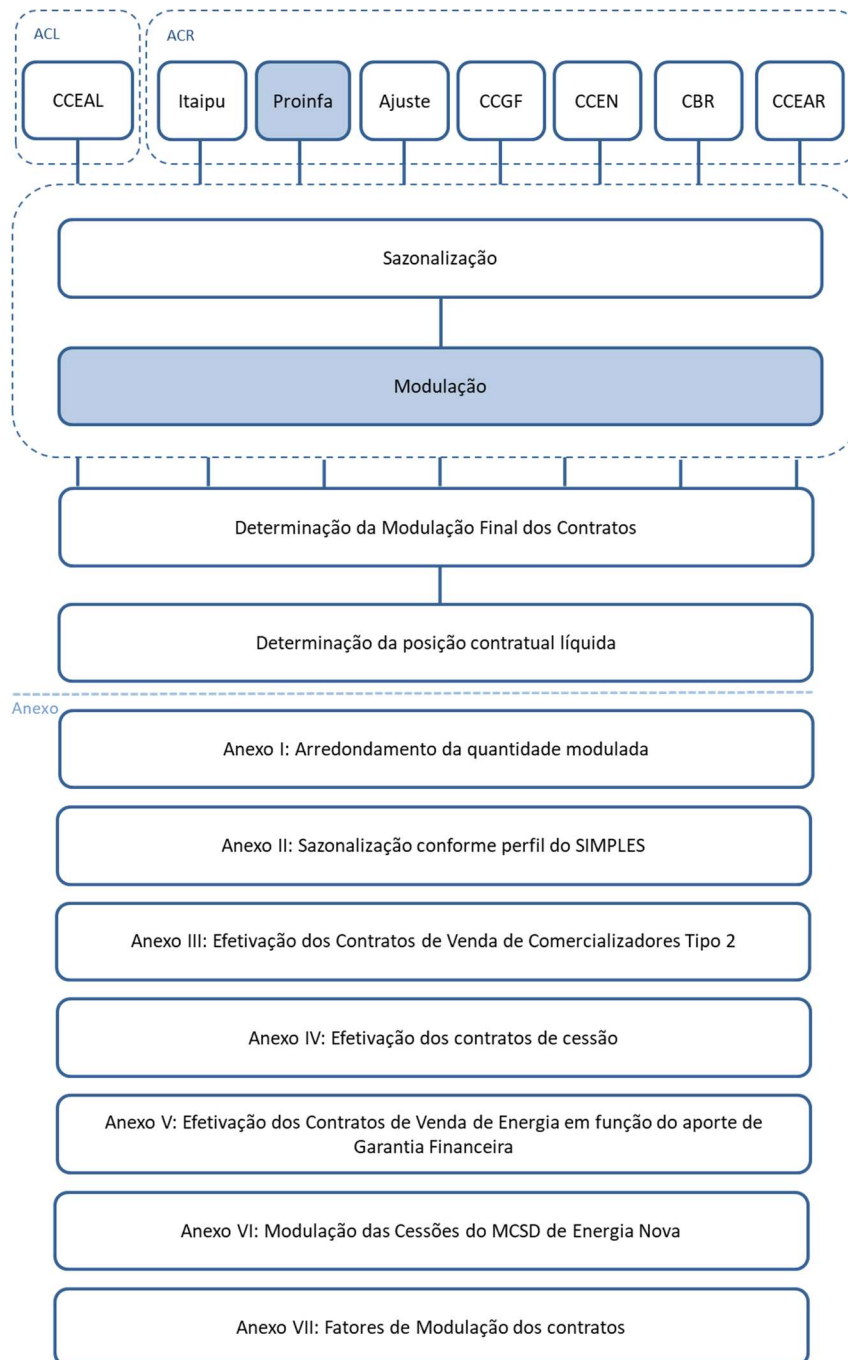 ACL
ACR
CCEAL
Itaipu
Proinfa
Ajuste
CCGF
CCEN
CBR
CCEAR
Sazonalização
Modulação
Determinação da Modulação Final dos Contratos
Determinação da posição contratual líquida
Anexo
Anexo I: Arredondamento da quantidade modulada
Anexo II: Sazonalização conforme perfil do SIMPLES
Anexo III: Efetivação dos Contratos de Venda de Comercializadores Tipo 2
Anexo IV: Efetivação dos contratos de cessão
Anexo V: Efetivação dos Contratos de Venda de Energia em função do aporte de
Garantia Financeira
Anexo VI: Modulação das Cessões do MCSD de Energia Nova
Anexo VII: Fatores de Modulação dos contratos